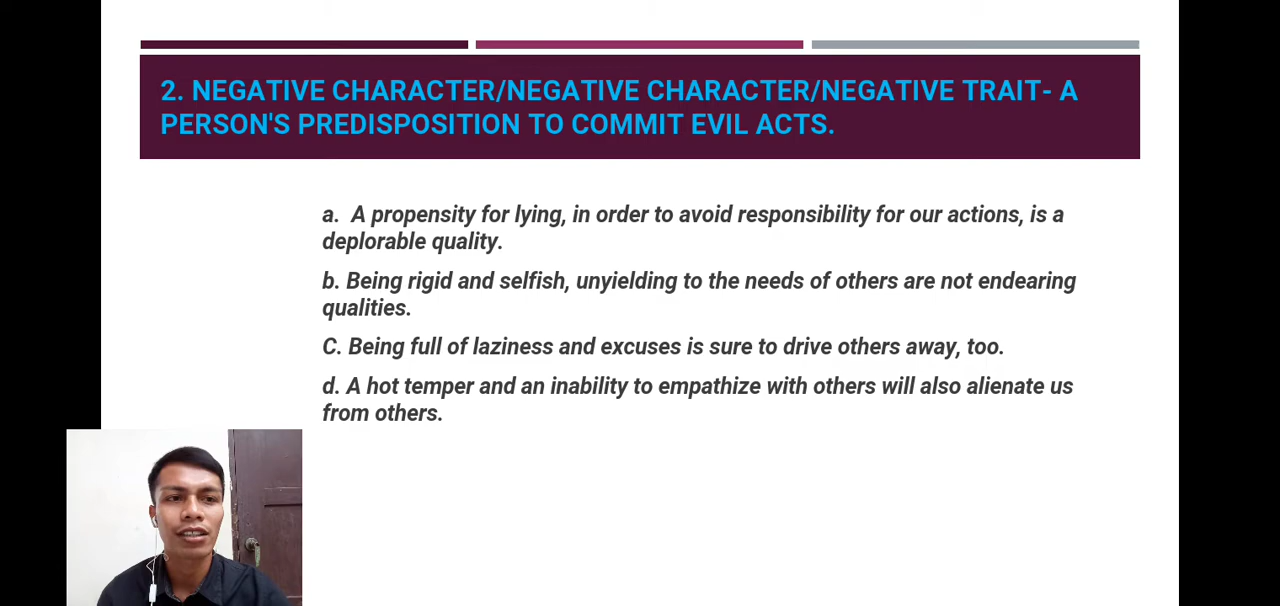 2. NEGATIVE CHARACTER/NEGATIVE CHARACTER/NEGATIVE TRAIT- A
PERSON'S PREDISPOSITION TO COMMIT EVIL ACTS.
a.  A propensity for lying, in order to avoid responsibility for our actions, is a
deplorable quality.
b. Being rigid and selfish, unyielding to the needs of others are not endearing
qualities.
C. Being full of laziness and excuses is sure to drive others away, too.
d. A hot temper and an inability to empathize with others will also alienate us
from others.